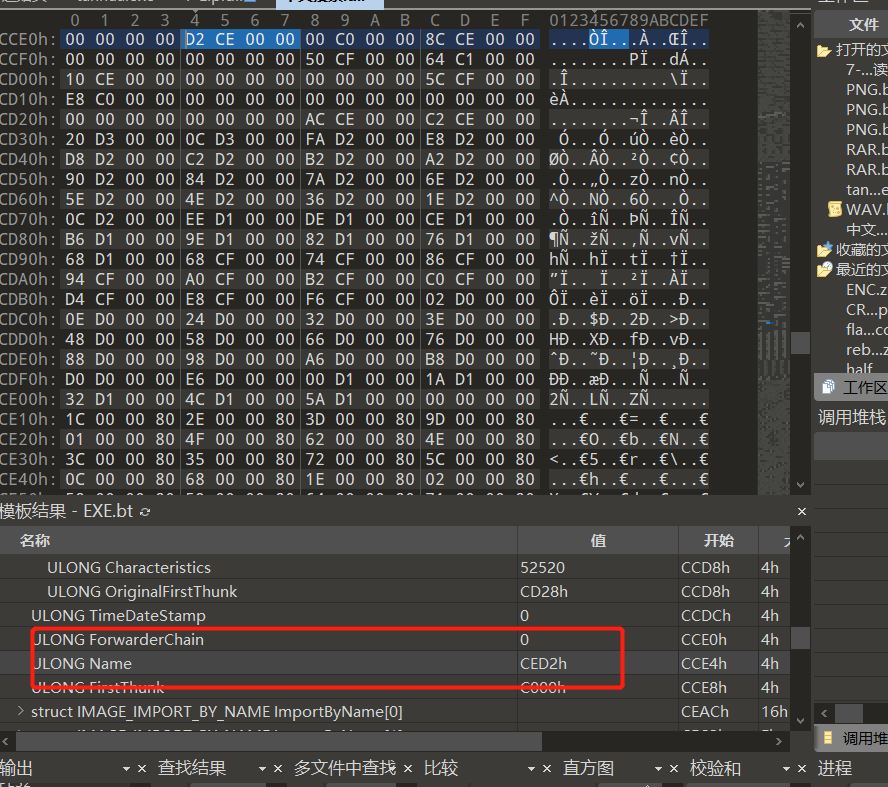 0 1 2 3 4 5 6 7 8 9 A B C D E F 0123456789ABCDEF
CCE0h: 00 00 00 00 D2 CE 00 00 00 C0 00 00 8C CE 00 00 ....ÒÎ...À..ŒÎ..
CCF0h: 00 00 00 00 00 00 00 00 50 CF 00 00 64 C1 00 00 ........PÏ..dÁ..
CD00h: 10 CE 00 00 00 00 00 00 00 00 00 00 5C CF 00 00 .Î..........\Ï..
CD10h: E8 C0 00 00 00 00 00 00 00 00 00 00 00 00 00 00 èÀ..............
CD20h: 00 00 00 00 00 00 00 00 AC CE 00 00 C2 CE 00 00 ........¬Î..ÂÎ..
CD30h: 20 D3 00 00 0C D3 00 00 FA D2 00 00 E8 D2 00 00 Ó...Ó..úÒ..èÒ..
CD40h: D8 D2 00 00 C2 D2 00 00 B2 D2 00 00 A2 D2 00 00 ØÒ..ÂÒ..²Ò..¢Ò..
CD50h: 90 D2 00 00 84 D2 00 00 7A D2 00 00 6E D2 00 00 .Ò..„Ò..zÒ..nÒ..
CD60h: 5E D2 00 00 4E D2 00 00 36 D2 00 00 1E D2 00 00 ^Ò..NÒ..6Ò...Ò..
CD70h: 0C D2 00 00 EE D1 00 00 DE D1 00 00 CE D1 00 00 .Ò..îÑ..ÞÑ..ÎÑ..
CD80h: B6 D1 00 00 9E D1 00 00 82 D1 00 00 76 D1 00 00 ¶Ñ..žÑ..‚Ñ..vÑ..
CD90h: 68 D1 00 00 68 CF 00 00 74 CF 00 00 86 CF 00 00 hÑ..hÏ..tÏ..†Ï..
CDA0h: 94 CF 00 00 A0 CF 00 00 B2 CF 00 00 C0 CF 00 00 ”Ï.. Ï..²Ï..ÀÏ..
CDB0h: D4 CF 00 00 E8 CF 00 00 F6 CF 00 00 02 D0 00 00 ÔÏ..èÏ..öÏ...Ð..
CDC0h: 0E D0 00 00 24 D0 00 00 32 D0 00 00 3E D0 00 00 .Ð..$Ð..2Ð..>Ð..
CDD0h: 48 D0 00 00 58 D0 00 00 66 D0 00 00 76 D0 00 00 HÐ..XÐ..fÐ..vÐ..
CDE0h: 88 D0 00 00 98 D0 00 00 A6 D0 00 00 B8 D0 00 00 ˆÐ..˜Ð..¦Ð..¸Ð..
CDF0h: D0 D0 00 00 E6 D0 00 00 00 D1 00 00 1A D1 00 00 ÐÐ..æÐ...Ñ...Ñ..
CE00h: 32 D1 00 00 4C D1 00 00 5A D1 00 00 00 00 00 00 2Ñ..LÑ..ZÑ......
CE10h: 1C 00 00 80 2E 00 00 80 3D 00 00 80 9D 00 00 80 ...€...€=..€...€
CE20h: 01 00 00 80 4F 00 00 80 62 00 00 80 4E 00 00 80 ...€O..€b..€N..€
CE30h: 3C 00 00 80 35 00 00 80 72 00 00 80 5C 00 00 80 <..€5..€r..€\..€
CE40h: 0C 00 00 80 68 00 00 80 1E 00 00 80 02 00 00 80 ...€h..€...€...€
模板结果 - EXE.bt
名称 值 开始
ULONG Characteristics 52520 CCD8h 4h
ULONG OriginalFirstThunk CD28h CCD8h 4h
ULONG TimeDateStamp 0 CCDCh 4h
ULONG ForwarderChain 0 CCE0h 4h
ULONG Name CED2h CCE4h 4h
ULONG FirstThunk C000h CCE8h 4h
struct IMAGE_IMPORT_BY_NAME ImportByName[0] CEACh 16h
输出 查找结果 多文件中查找 比较 直方图 校验和 进程
文件
打开的文
7-...读
PNG.b
PNG.b
PNG.b
RAR.b
RAR.b
tan...e
WAV.l
中文...
收藏的文
最近的文
ENC.z
CR...p
fla...cc
reb...z
half
工作区
调用堆栈
调用堆